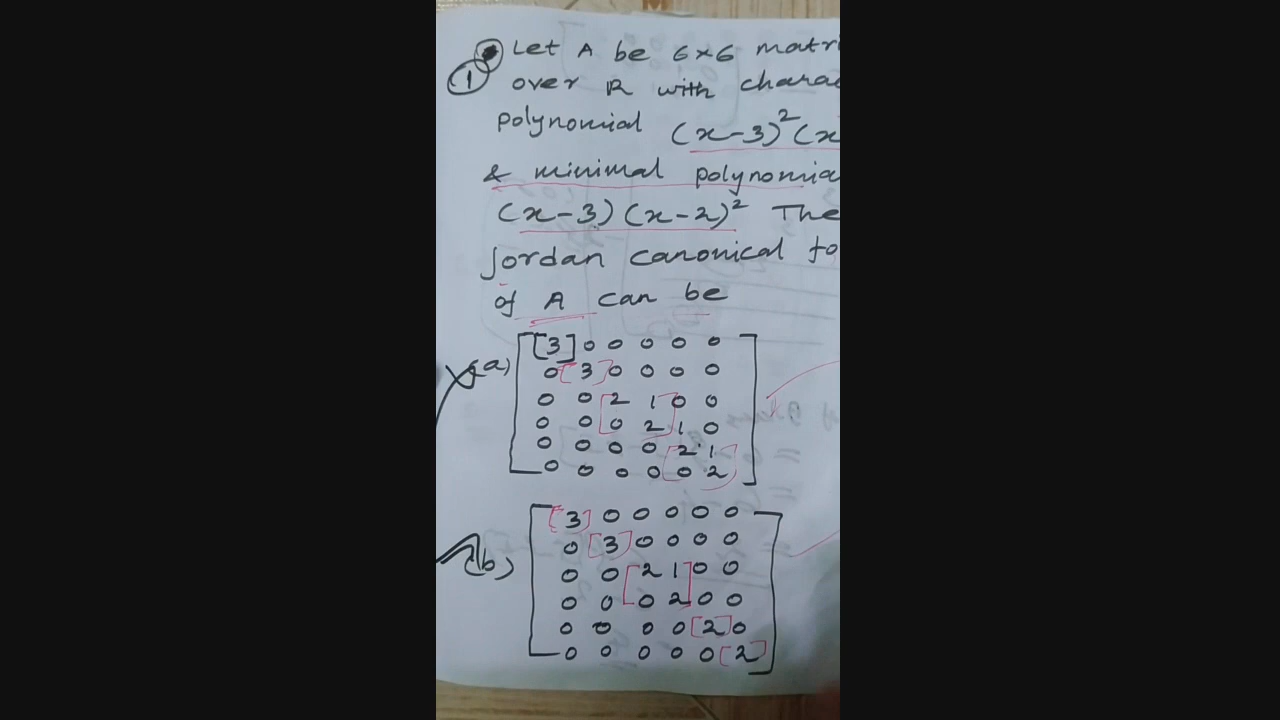 ① Let A be 6×6 matri
over R with charac
polynomial (x-3)²(x
& minimal polynomia
(x-3)(x-2)² The
Jordan canonical fo
of A can be
(a) [3] 0 0 0 0 0
0 [3] 0 0 0 0
0 0 2 1 0 0
0 0 0 2 1 0
0 0 0 0 2 1
0 0 0 0 0 2
(b) [3] 0 0 0 0 0
0 [3] 0 0 0 0
0 0 2 1 0 0
0 0 0 2 0 0
0 0 0 0 [2] 0
0 0 0 0 0 [2]